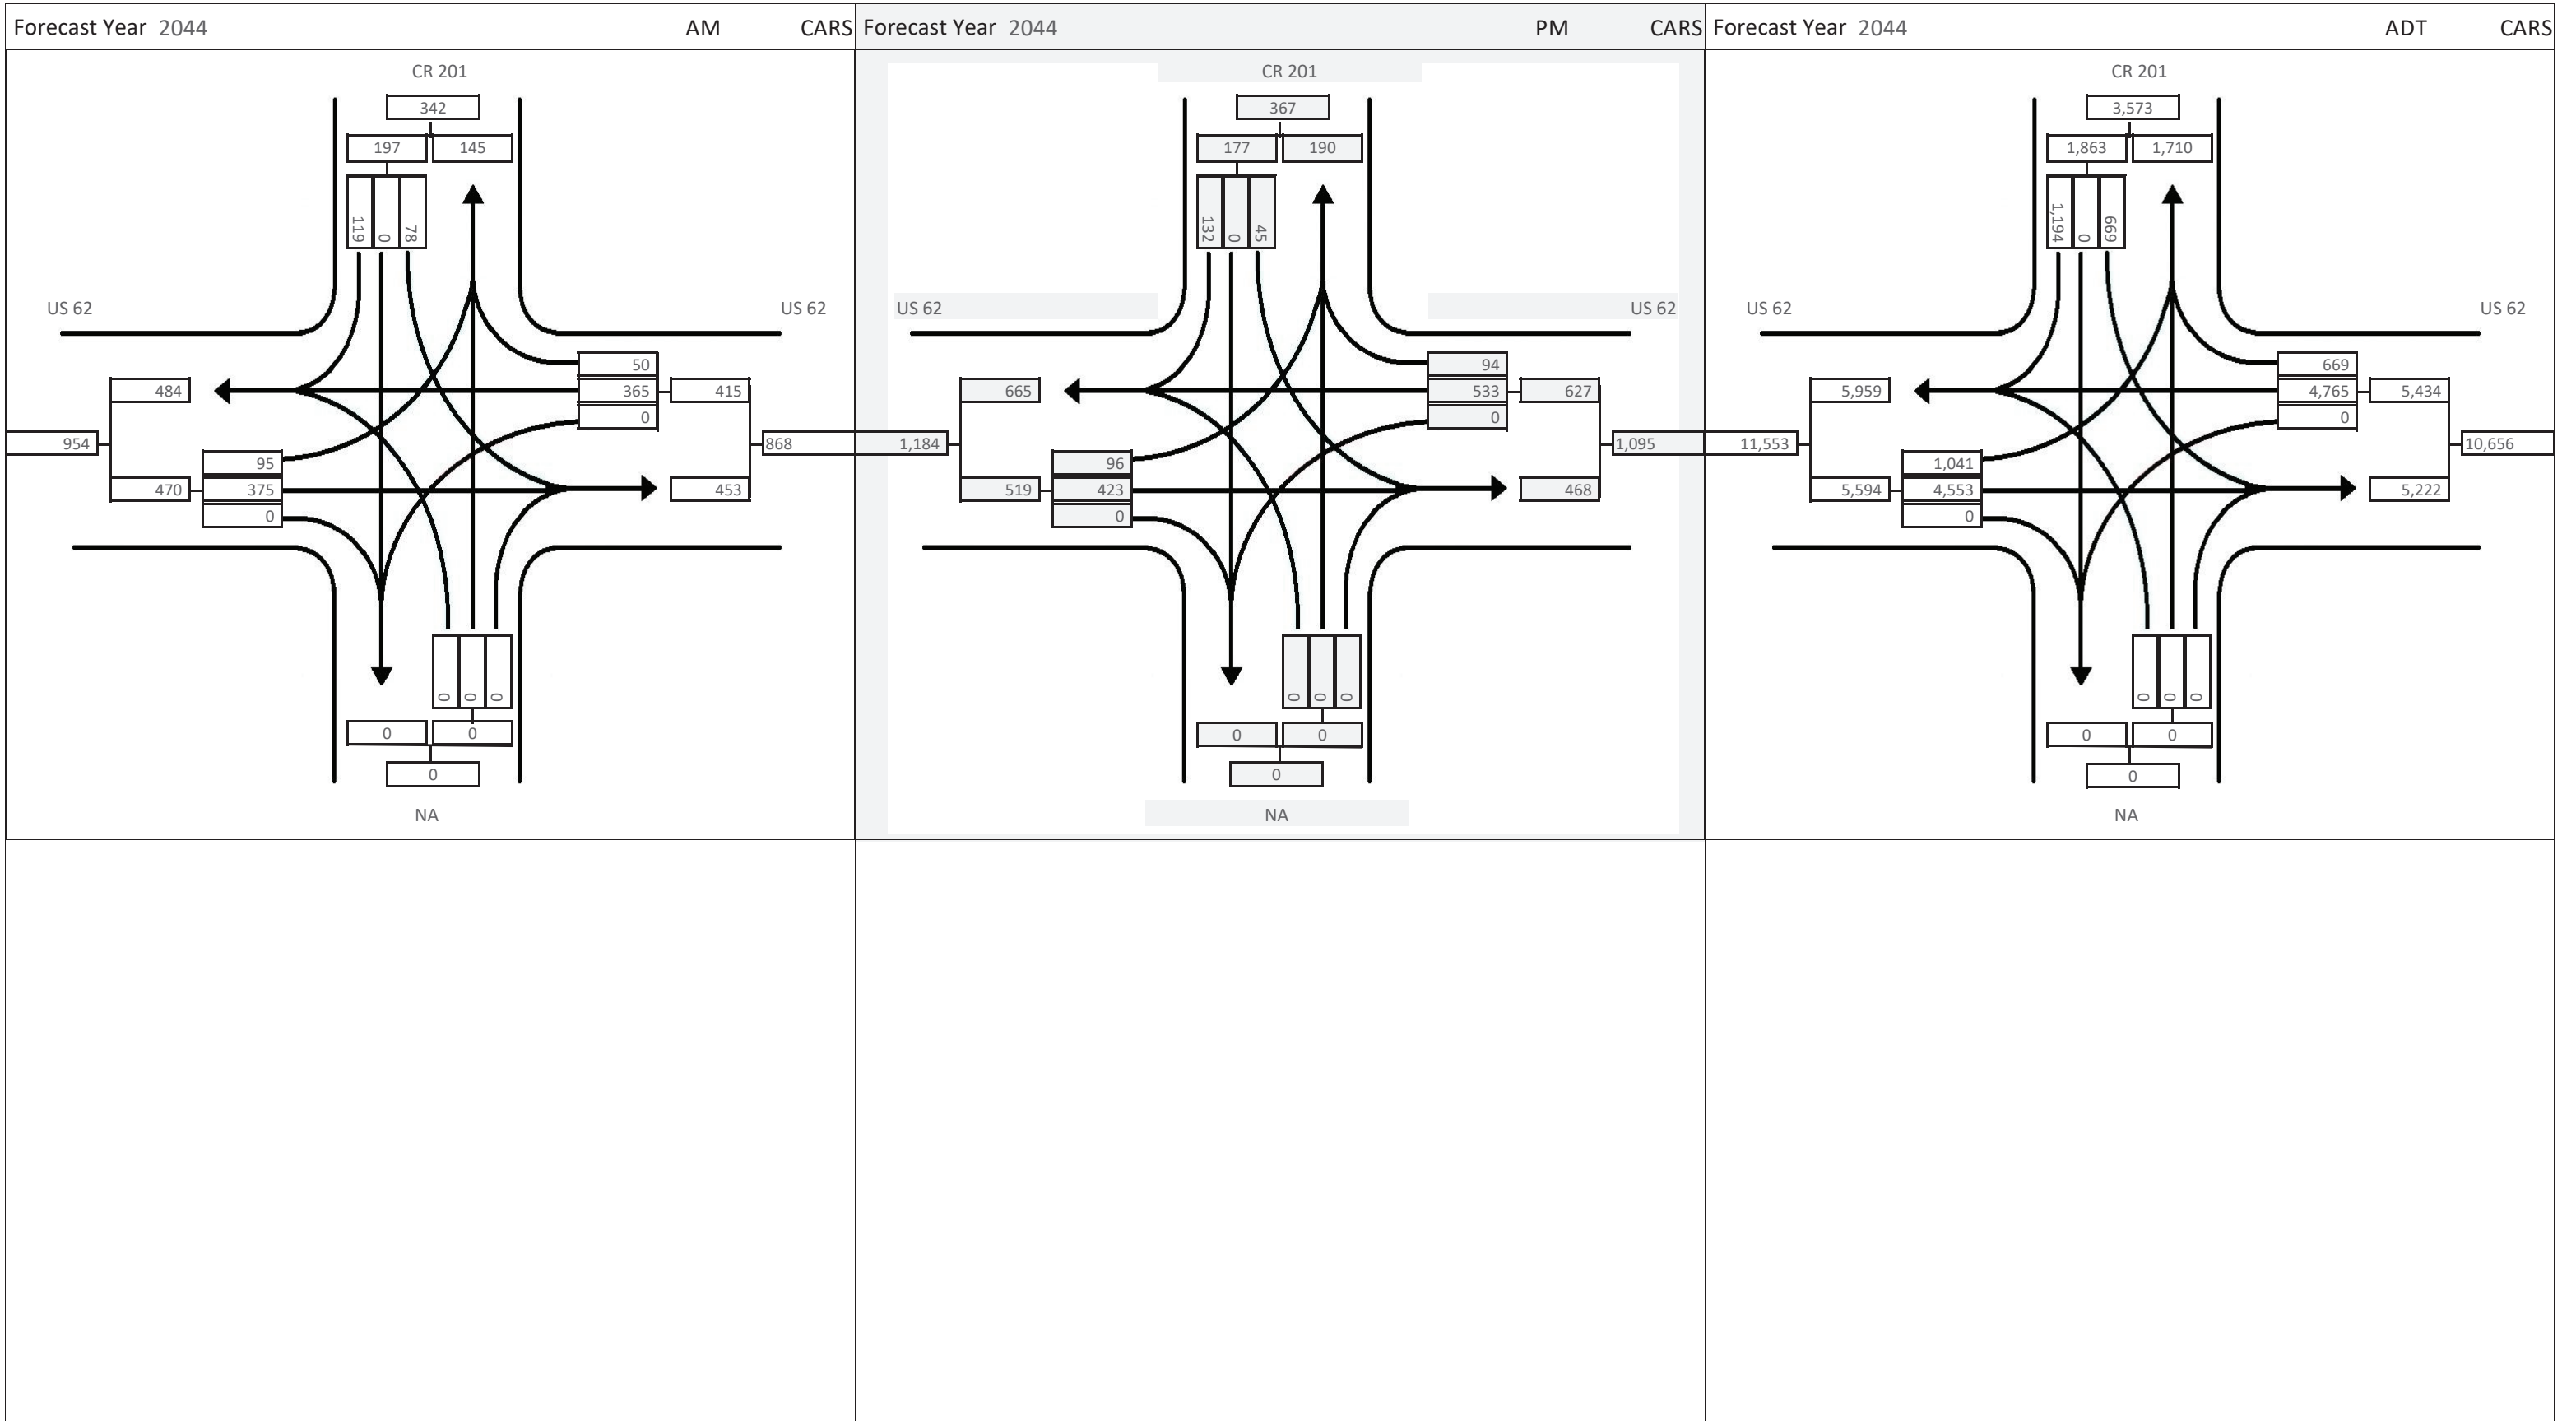 Forecast Year 2044 AM CARS
CR 201
342
197 145
119 0 78
US 62 US 62
50
484 365 415
0
954 868
95
470 375 453
0
0 0 0
0 0
0
NA
Forecast Year 2044 PM CARS
CR 201
367
177 190
132 0 45
US 62 US 62
94
665 533 627
0
1,184 1,095
96
519 423 468
0
0 0 0
0 0
0
NA
Forecast Year 2044 ADT CARS
CR 201
3,573
1,863 1,710
1,194 0 669
US 62 US 62
669
5,959 4,765 5,434
0
11,553 10,656
1,041
5,594 4,553 5,222
0
0 0 0
0 0
0
NA